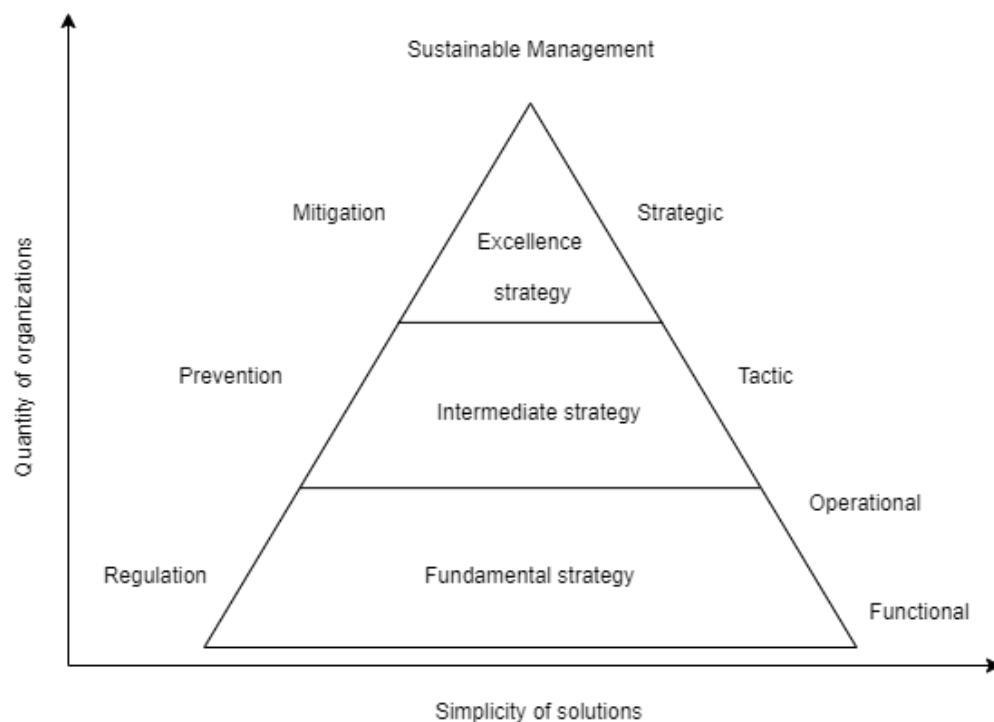 Sustainable Management
Mitigation
Strategic
Excellence
strategy
Quantity of organizations
Prevention
Tactic
Intermediate strategy
Operational
Regulation
Fundamental strategy
Functional
Simplicity of solutions